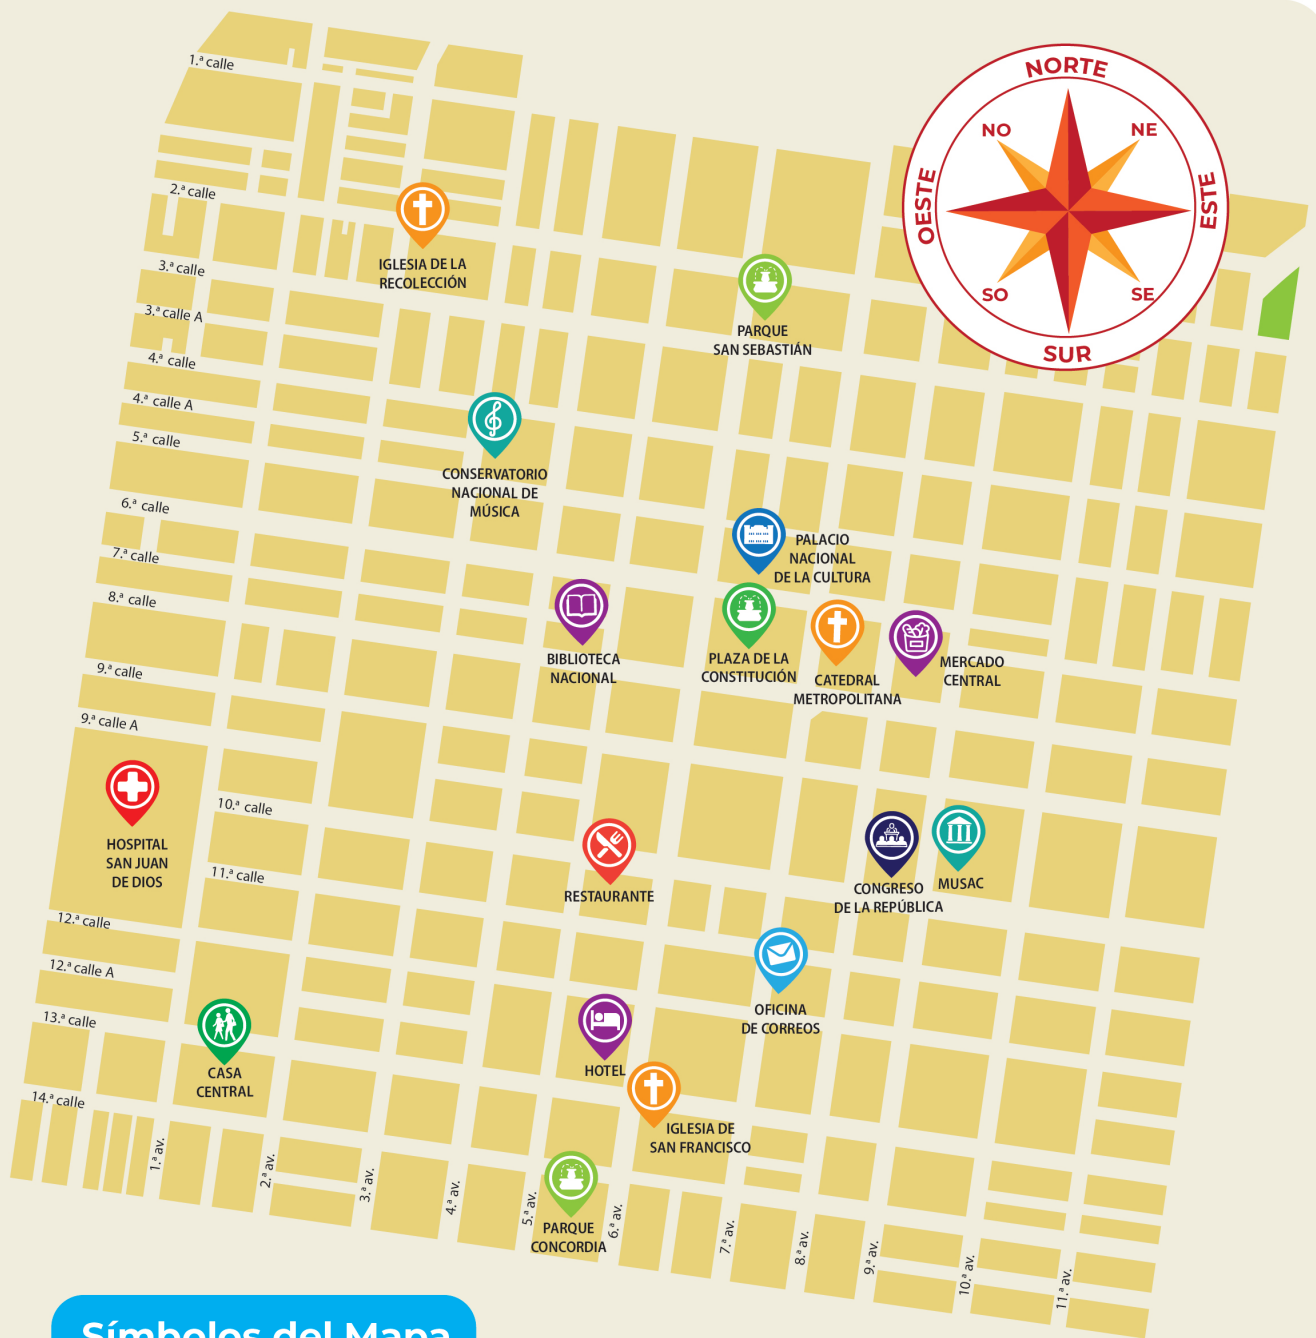 NORTE
NO
NE
OESTE
ESTE
SO
SE
SUR
1.ª calle
2.ª calle
3.ª calle
3.ª calle A
4.ª calle
4.ª calle A
5.ª calle
6.ª calle
7.ª calle
8.ª calle
9.ª calle
9.ª calle A
10.ª calle
11.ª calle
12.ª calle
12.ª calle A
13.ª calle
14.ª calle
IGLESIA DE LA
RECOLECCIÓN
PARQUE
SAN SEBASTIÁN
CONSERVATORIO
NACIONAL DE
MÚSICA
PALACIO
NACIONAL
DE LA CULTURA
BIBLIOTECA
NACIONAL
PLAZA DE LA
CONSTITUCIÓN
CATEDRAL
METROPOLITANA
MERCADO
CENTRAL
HOSPITAL
SAN JUAN
DE DIOS
RESTAURANTE
CONGRESO
DE LA REPÚBLICA
MUSAC
OFICINA
DE CORREOS
CASA
CENTRAL
HOTEL
IGLESIA DE
SAN FRANCISCO
PARQUE
CONCORDIA
1.ª av.
2.ª av.
3.ª av.
4.ª av.
5.ª av.
6.ª av.
7.ª av.
8.ª av.
9.ª av.
10.ª av.
11.ª av.
Símbolos del Mapa